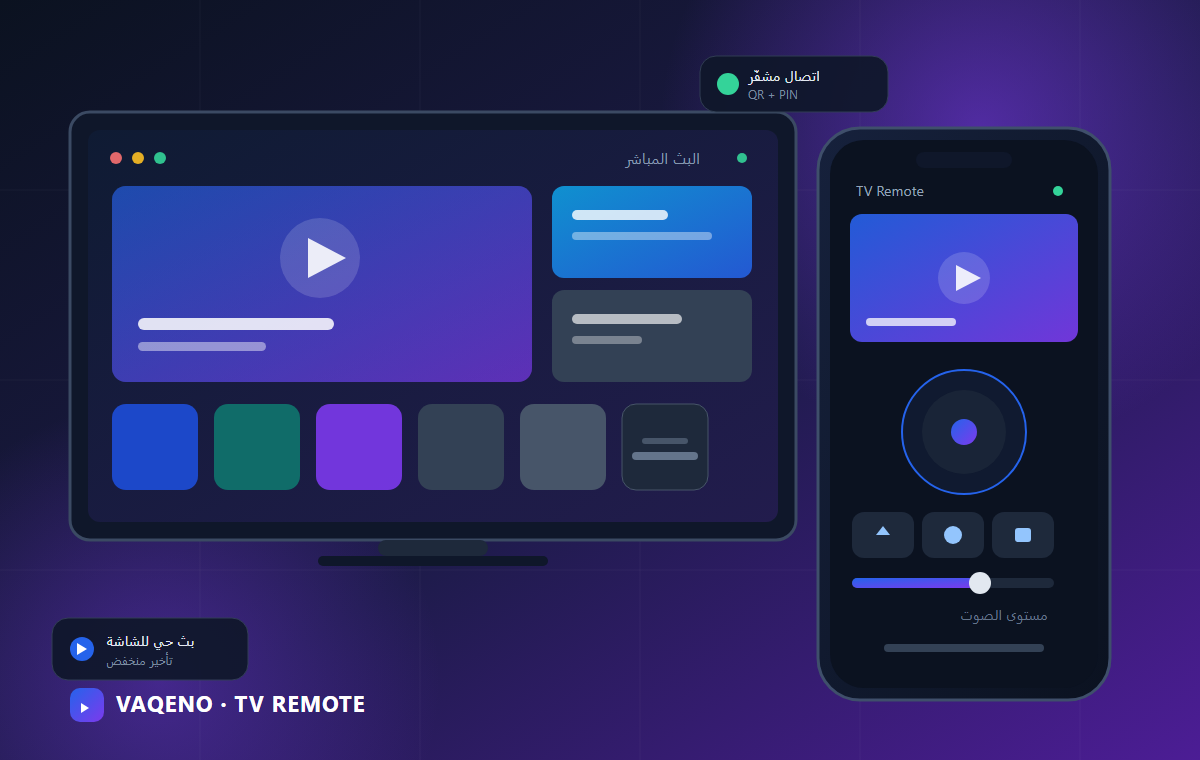 اتصال مشفّر
QR + PIN
البث المباشر
TV Remote
مستوى الصوت
بث حي للشاشة
تأخير منخفض
VAQENO · TV REMOTE